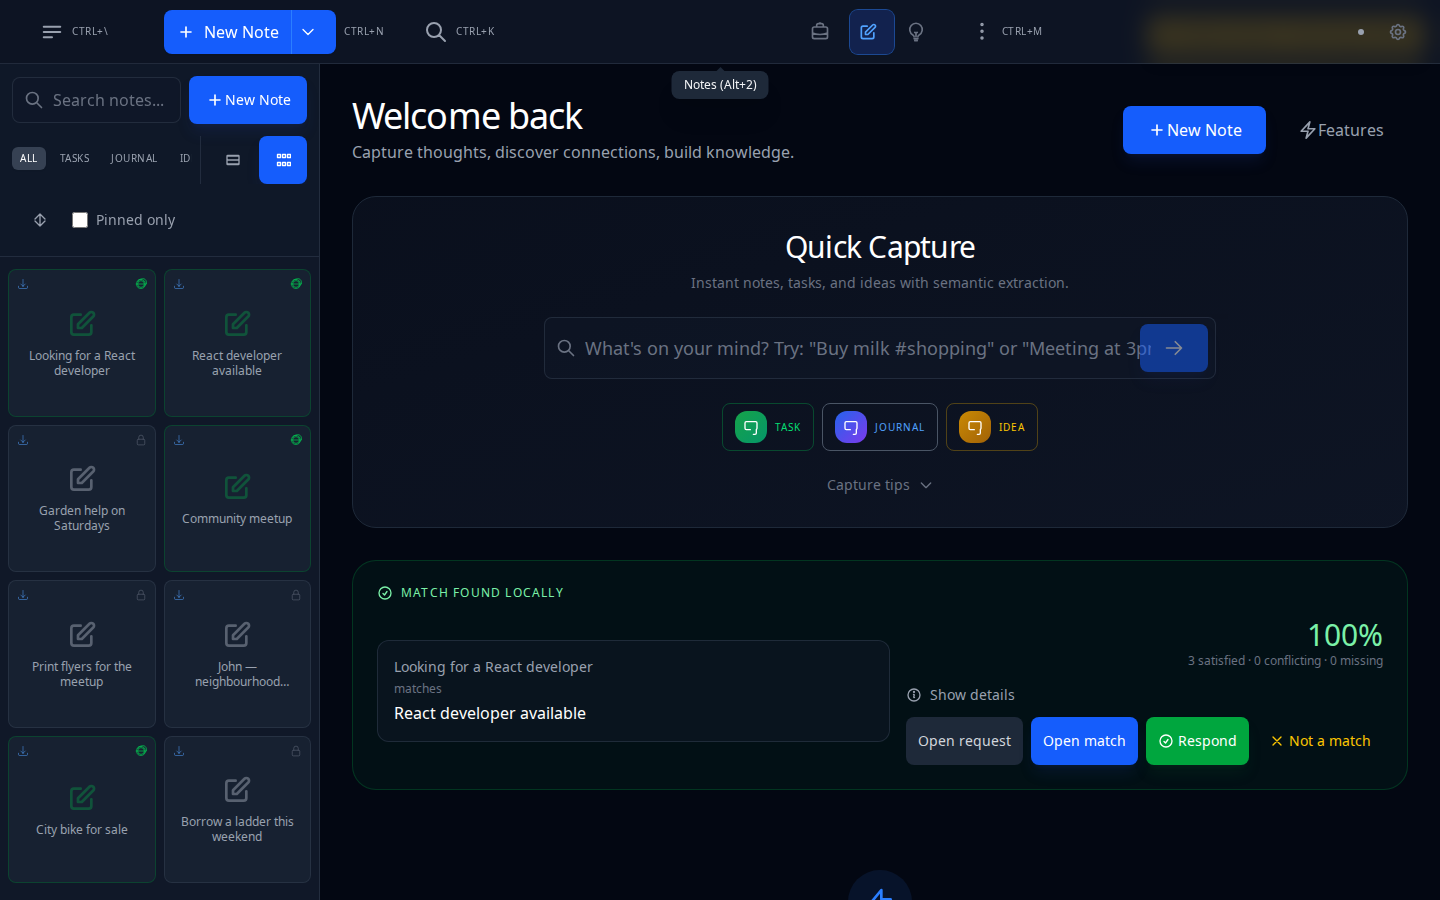 CTRL+\
New Note
CTRL+N
CTRL+K
CTRL+M
Notes (Alt+2)
Search notes...
New Note
ALL
TASKS
JOURNAL
ID
Pinned only
Looking for a React
developer
React developer
available
Garden help on
Saturdays
Community meetup
Print flyers for the
meetup
John —
neighbourhood...
City bike for sale
Borrow a ladder this
weekend
Welcome back
Capture thoughts, discover connections, build knowledge.
New Note
Features
Quick Capture
Instant notes, tasks, and ideas with semantic extraction.
What's on your mind? Try: "Buy milk #shopping" or "Meeting at 3pm
TASK
JOURNAL
IDEA
Capture tips
MATCH FOUND LOCALLY
Looking for a React developer
matches
React developer available
100%
3 satisfied · 0 conflicting · 0 missing
Show details
Open request
Open match
Respond
Not a match